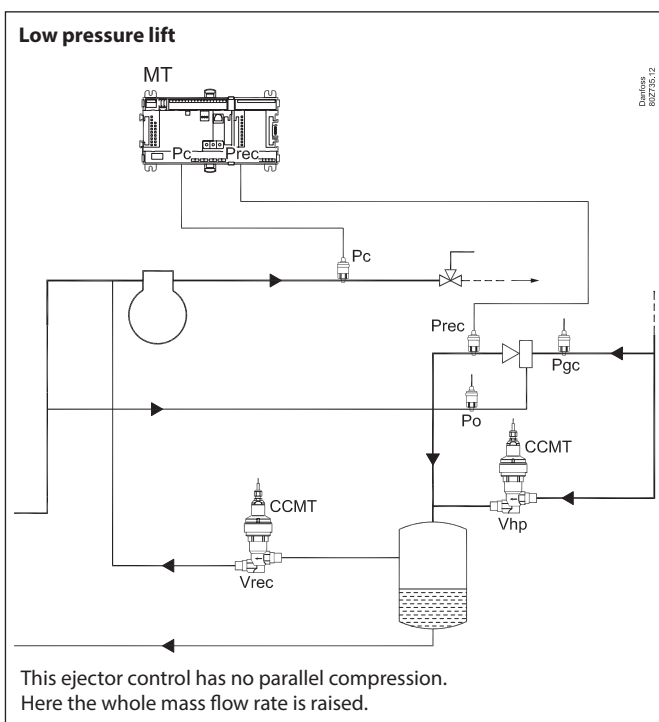 Low pressure lift
Danfoss
80Z735.12
MT
Pc
Prec
Pc
Prec
Pgc
Po
CCMT
Vhp
CCMT
Vrec
This ejector control has no parallel compression.
Here the whole mass flow rate is raised.